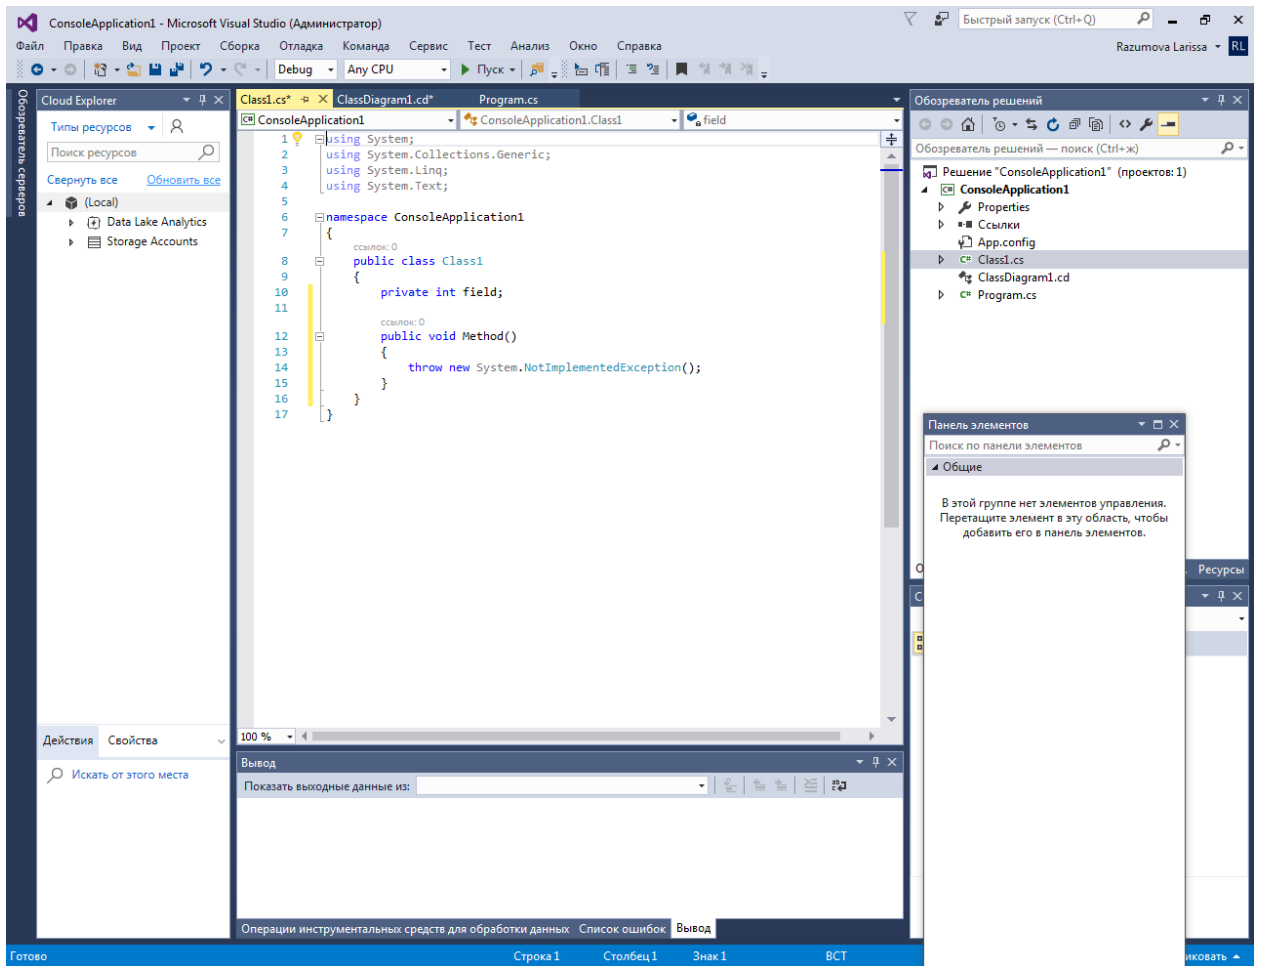 ConsoleApplication1 - Microsoft Visual Studio (Администратор)
Быстрый запуск (Ctrl+Q)
Файл Правка Вид Проект Сборка Отладка Команда Сервис Тест Анализ Окно Справка
Razumova Larissa RL
Debug Any CPU Пуск
Обозреватель серверов
Cloud Explorer
Типы ресурсов
Поиск ресурсов
Свернуть все Обновить все
(Local)
Data Lake Analytics
Storage Accounts
Действия Свойства
Искать от этого места
Class1.cs* ClassDiagram1.cd* Program.cs
C# ConsoleApplication1 ConsoleApplication1.Class1 field
1 using System;
2 using System.Collections.Generic;
3 using System.Linq;
4 using System.Text;
5
6 namespace ConsoleApplication1
7 {
ссылок: 0
8 public class Class1
9 {
10 private int field;
11
ссылок: 0
12 public void Method()
13 {
14 throw new System.NotImplementedException();
15 }
16 }
17 }
100 %
Вывод
Показать выходные данные из:
Операции инструментальных средств для обработки данных Список ошибок Вывод
Обозреватель решений
Обозреватель решений — поиск (Ctrl+ж)
Решение "ConsoleApplication1" (проектов: 1)
C# ConsoleApplication1
Properties
Ссылки
App.config
C# Class1.cs
ClassDiagram1.cd
C# Program.cs
Панель элементов
Поиск по панели элементов
Общие
В этой группе нет элементов управления.
Перетащите элемент в эту область, чтобы
добавить его в панель элементов.
Ресурсы
Готово Строка 1 Столбец 1 Знак 1 ВСТ